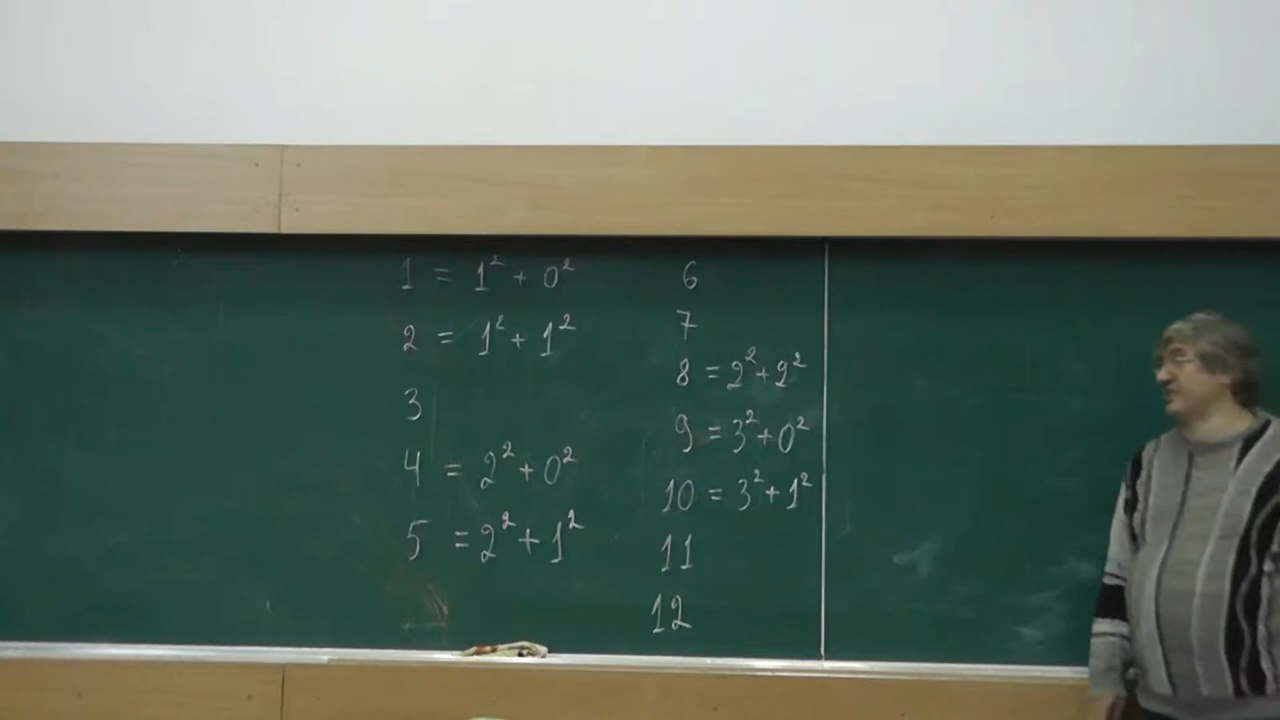 1 = 1² + 0²
2 = 1² + 1²
3
4 = 2² + 0²
5 = 2² + 1²
6
7
8 = 2² + 2²
9 = 3² + 0²
10 = 3² + 1²
11
12